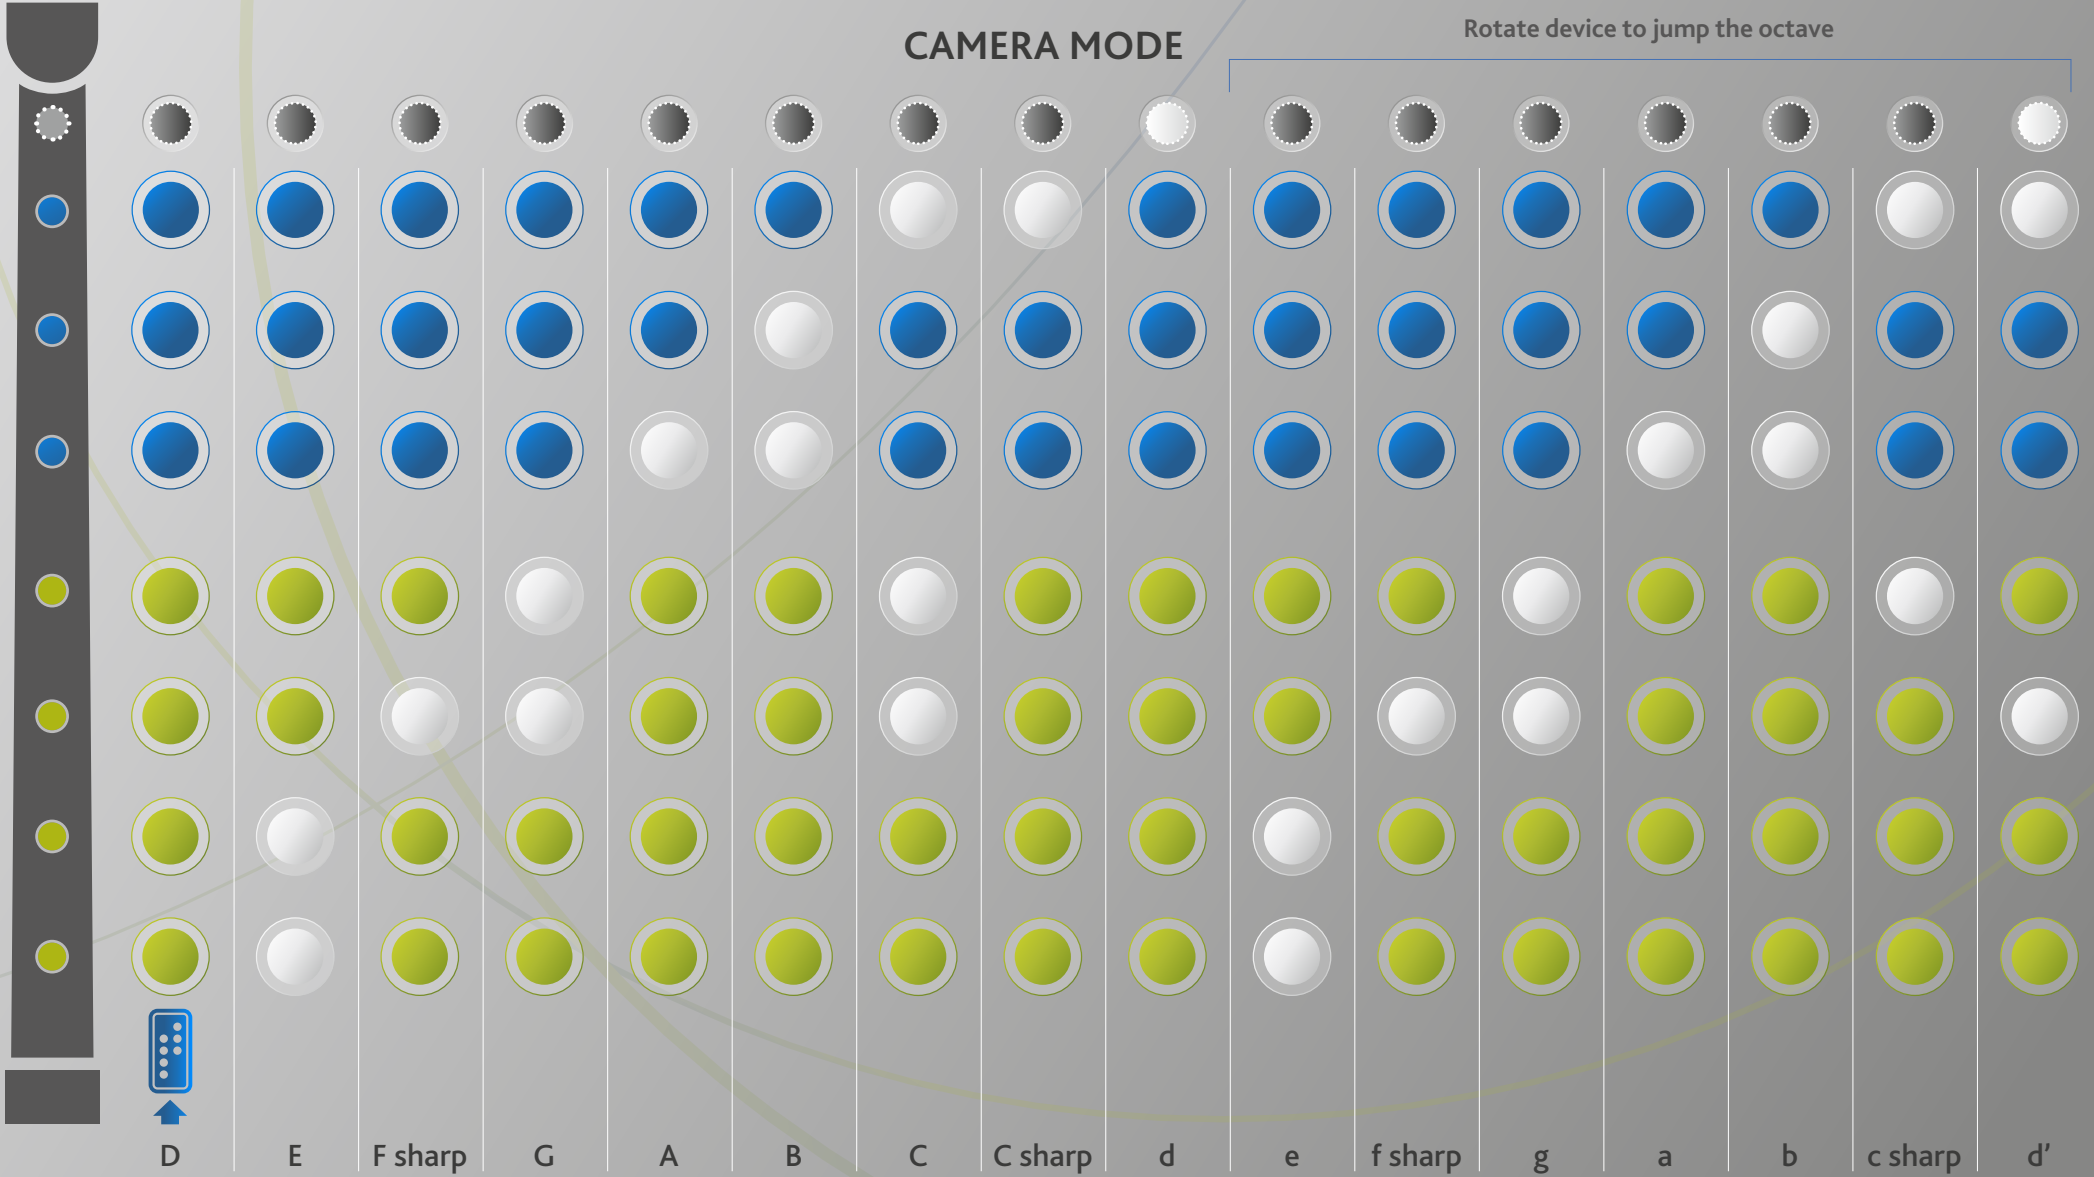 CAMERA MODE
Rotate device to jump the octave
D E F sharp G A B C C sharp d e f sharp g a b c sharp d’